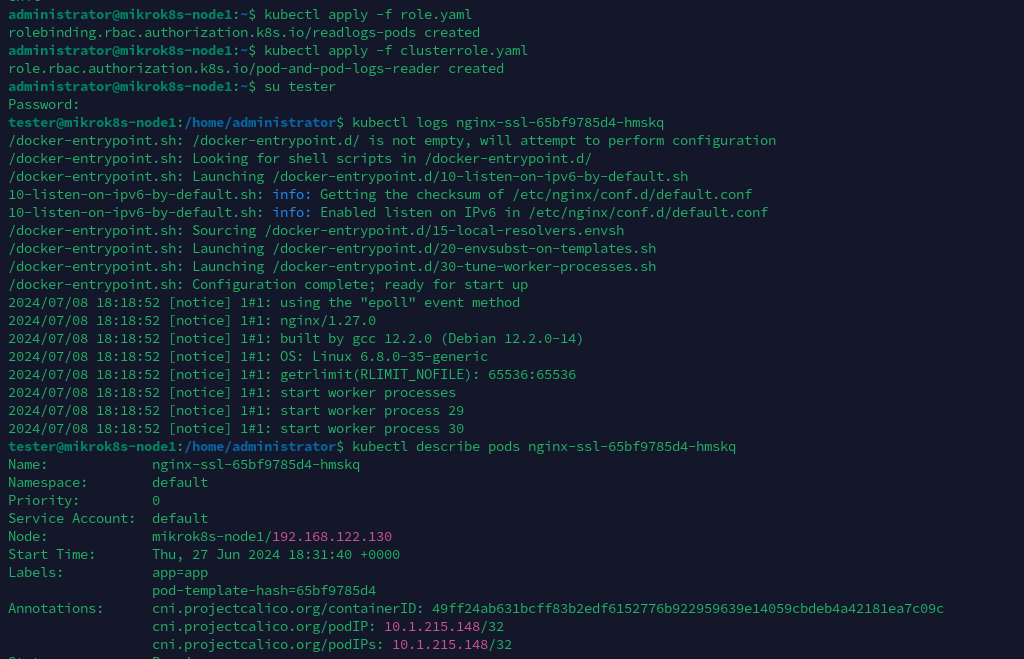 administrator@mikrok8s-node1:~$ kubectl apply -f role.yaml
rolebinding.rbac.authorization.k8s.io/readlogs-pods created
administrator@mikrok8s-node1:~$ kubectl apply -f clusterrole.yaml
role.rbac.authorization.k8s.io/pod-and-pod-logs-reader created
administrator@mikrok8s-node1:~$ su tester
Password:
tester@mikrok8s-node1:/home/administrator$ kubectl logs nginx-ssl-65bf9785d4-hmskq
/docker-entrypoint.sh: /docker-entrypoint.d/ is not empty, will attempt to perform configuration
/docker-entrypoint.sh: Looking for shell scripts in /docker-entrypoint.d/
/docker-entrypoint.sh: Launching /docker-entrypoint.d/10-listen-on-ipv6-by-default.sh
10-listen-on-ipv6-by-default.sh: info: Getting the checksum of /etc/nginx/conf.d/default.conf
10-listen-on-ipv6-by-default.sh: info: Enabled listen on IPv6 in /etc/nginx/conf.d/default.conf
/docker-entrypoint.sh: Sourcing /docker-entrypoint.d/15-local-resolvers.envsh
/docker-entrypoint.sh: Launching /docker-entrypoint.d/20-envsubst-on-templates.sh
/docker-entrypoint.sh: Launching /docker-entrypoint.d/30-tune-worker-processes.sh
/docker-entrypoint.sh: Configuration complete; ready for start up
2024/07/08 18:18:52 [notice] 1#1: using the "epoll" event method
2024/07/08 18:18:52 [notice] 1#1: nginx/1.27.0
2024/07/08 18:18:52 [notice] 1#1: built by gcc 12.2.0 (Debian 12.2.0-14)
2024/07/08 18:18:52 [notice] 1#1: OS: Linux 6.8.0-35-generic
2024/07/08 18:18:52 [notice] 1#1: getrlimit(RLIMIT_NOFILE): 65536:65536
2024/07/08 18:18:52 [notice] 1#1: start worker processes
2024/07/08 18:18:52 [notice] 1#1: start worker process 29
2024/07/08 18:18:52 [notice] 1#1: start worker process 30
tester@mikrok8s-node1:/home/administrator$ kubectl describe pods nginx-ssl-65bf9785d4-hmskq
Name: nginx-ssl-65bf9785d4-hmskq
Namespace: default
Priority: 0
Service Account: default
Node: mikrok8s-node1/192.168.122.130
Start Time: Thu, 27 Jun 2024 18:31:40 +0000
Labels: app=app
pod-template-hash=65bf9785d4
Annotations: cni.projectcalico.org/containerID: 49ff24ab631bcff83b2edf6152776b922959639e14059cbdeb4a42181ea7c09c
cni.projectcalico.org/podIP: 10.1.215.148/32
cni.projectcalico.org/podIPs: 10.1.215.148/32